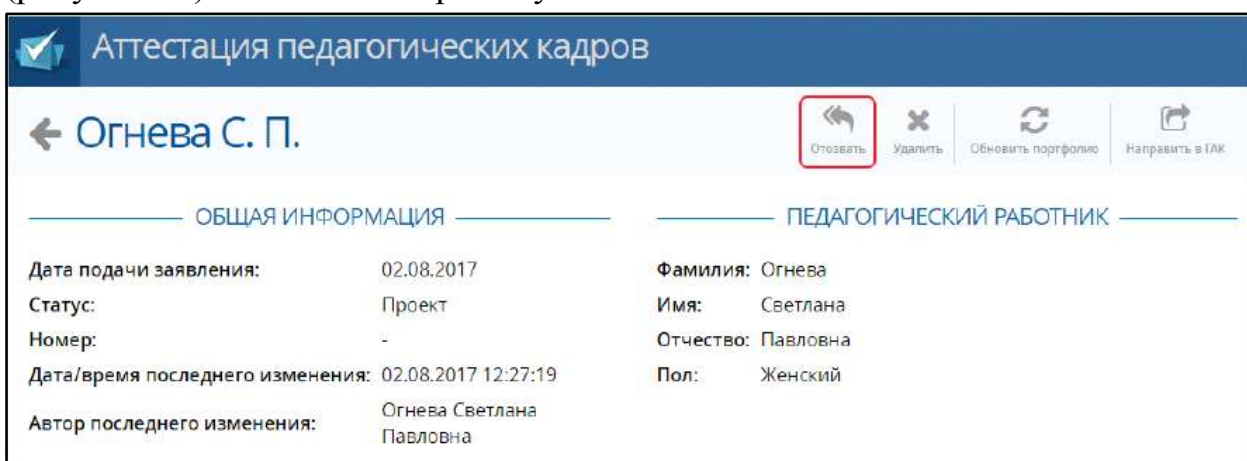 Аттестация педагогических кадров
Огнева С. П.
Отозвать
Удалить
Обновить портфолио
Направить в ГАК
ОБЩАЯ ИНФОРМАЦИЯ
Дата подачи заявления: 02.08.2017
Статус: Проект
Номер: -
Дата/время последнего изменения: 02.08.2017 12:27:19
Автор последнего изменения: Огнева Светлана
Павловна
ПЕДАГОГИЧЕСКИЙ РАБОТНИК
Фамилия: Огнева
Имя: Светлана
Отчество: Павловна
Пол: Женский